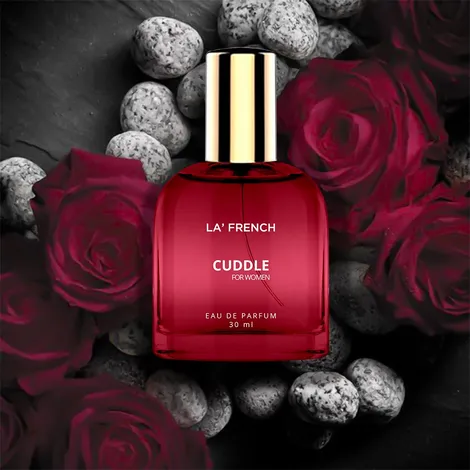 LA' FRENCH
CUDDLE
FOR WOMEN
EAU DE PARFUM
30 ml